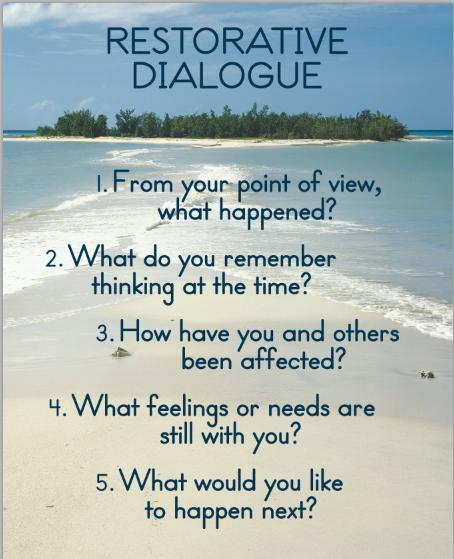 RESTORATIVE
DIALOGUE
1. From your point of view,
what happened?
2. What do you remember
thinking at the time?
3. How have you and others
been affected?
4. What feelings or needs are
still with you?
5. What would you like
to happen next?